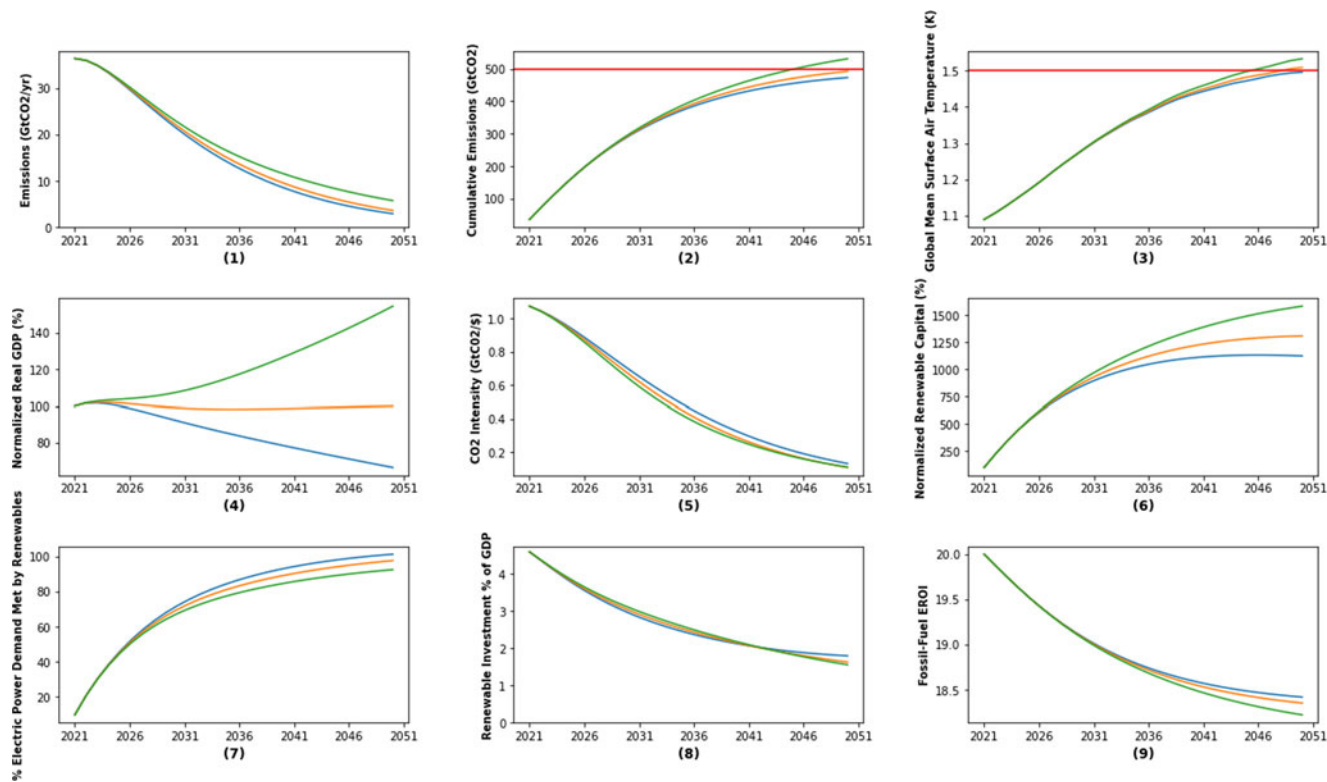 Emissions (GtCO2/yr)
30
20
10
0
2021 2026 2031 2036 2041 2046 2051
(1)
Cumulative Emissions (GtCO2)
500
400
300
200
100
2021 2026 2031 2036 2041 2046 2051
(2)
Global Mean Surface Air Temperature (K)
1.5
1.4
1.3
1.2
1.1
2021 2026 2031 2036 2041 2046 2051
(3)
Normalized Real GDP (%)
140
120
100
80
2021 2026 2031 2036 2041 2046 2051
(4)
CO2 Intensity (GtC02/$)
1.0
0.8
0.6
0.4
0.2
2021 2026 2031 2036 2041 2046 2051
(5)
Normalized Renewable Capital (%)
1500
1250
1000
750
500
250
2021 2026 2031 2036 2041 2046 2051
(6)
% Electric Power Demand Met by Renewables
100
80
60
40
20
2021 2026 2031 2036 2041 2046 2051
(7)
Renewable Investment % of GDP
4
3
2
1
0
2021 2026 2031 2036 2041 2046 2051
(8)
Fossil-Fuel EROI
20.0
19.5
19.0
18.5
2021 2026 2031 2036 2041 2046 2051
(9)